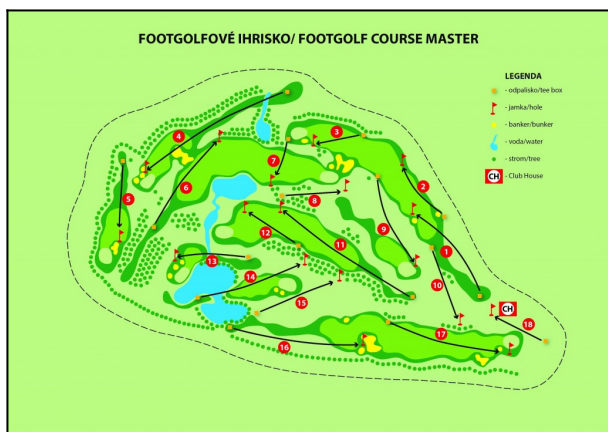 FOOTGOLFOVÉ IHRISKO/ FOOTGOLF COURSE MASTER
LEGENDA
- odpalisko/tee box
- jamka/hole
- banker/bunker
- voda/water
- strom/tree
CH - Club House
4
3
7
2
5
6
8
9
12
11
1
13
10
14
15
CH
18
17
16